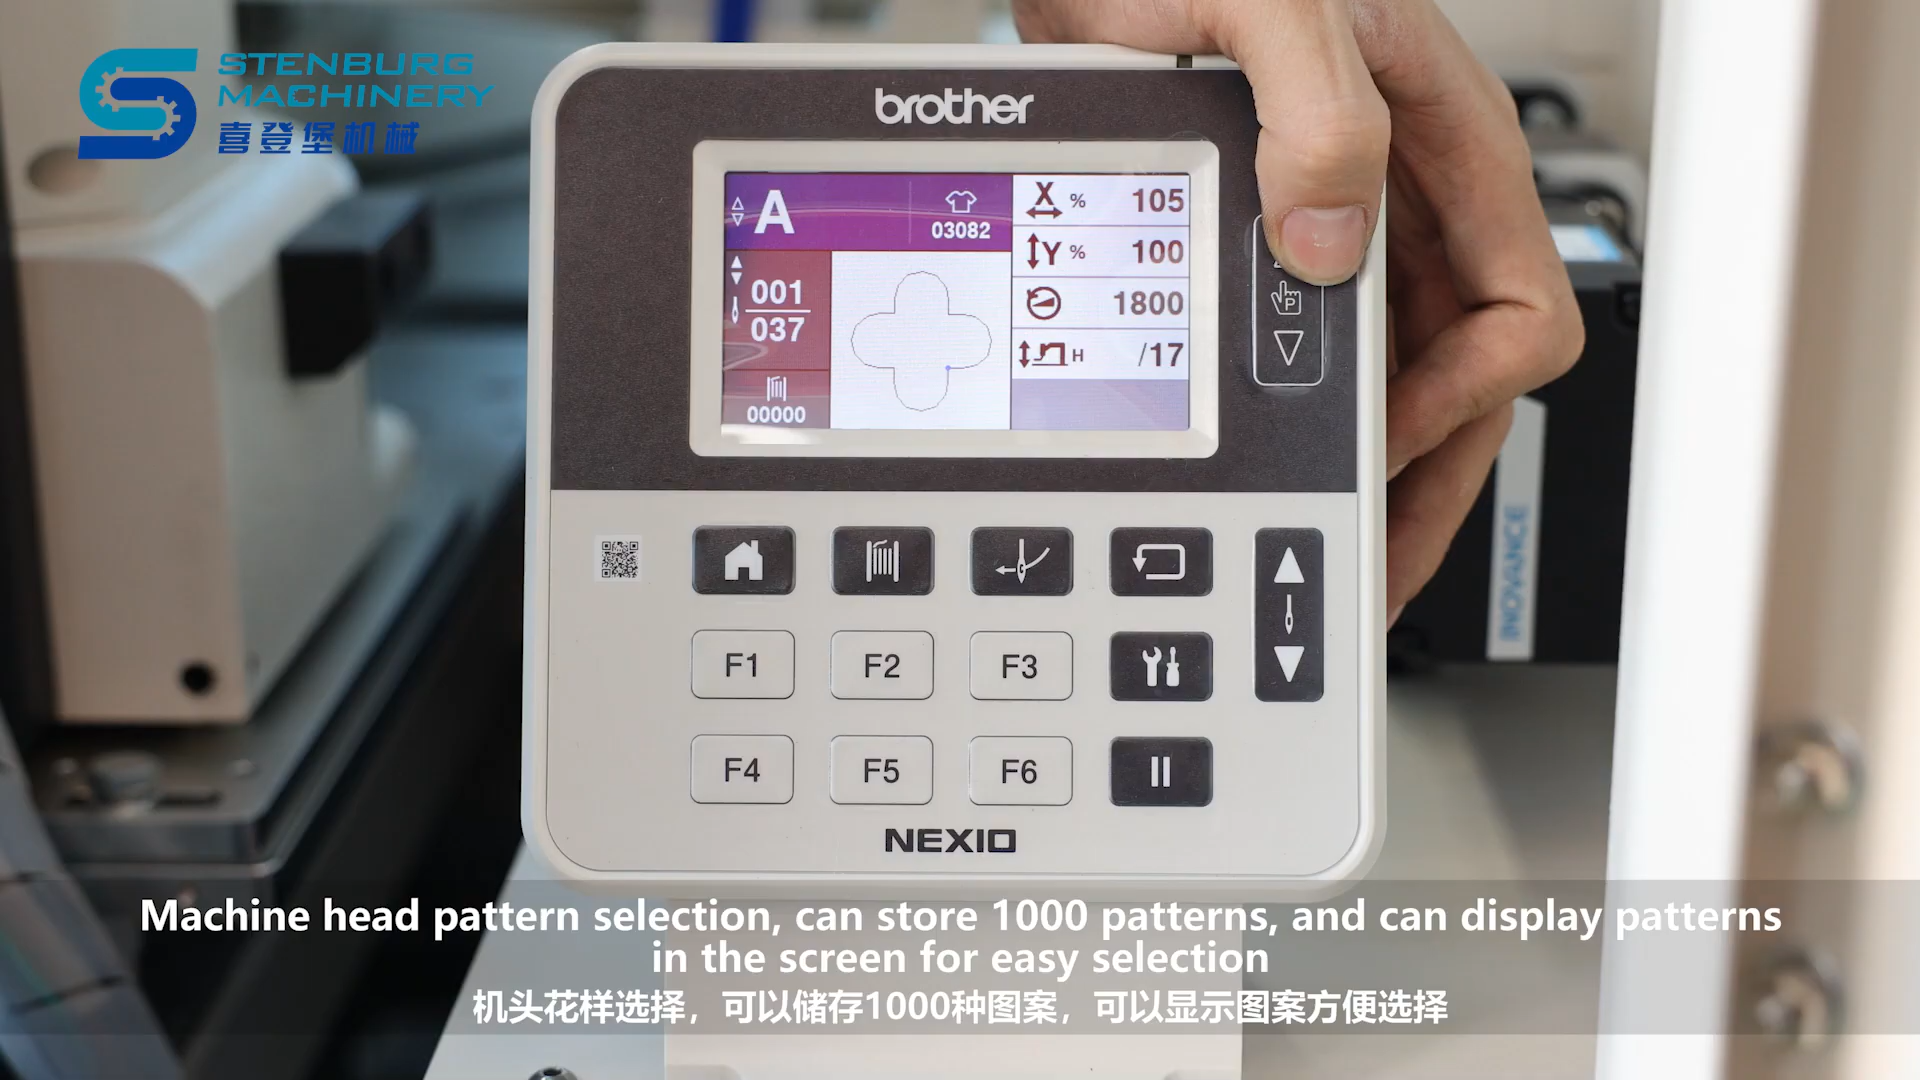 STENBURG
MACHINERY
喜登堡机械
brother
A
03082
001
037
00000
X % 105
Y % 100
1800
H /17
P
F1 F2 F3
F4 F5 F6
NEXIO
INOVANCE
Machine head pattern selection, can store 1000 patterns, and can display patterns
in the screen for easy selection
机头花样选择，可以储存1000种图案，可以显示图案方便选择